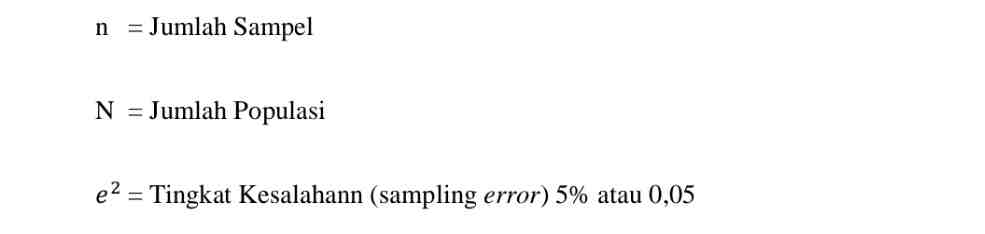 n = Jumlah Sampel
N = Jumlah Populasi
e² = Tingkat Kesalahann (sampling error) 5% atau 0,05